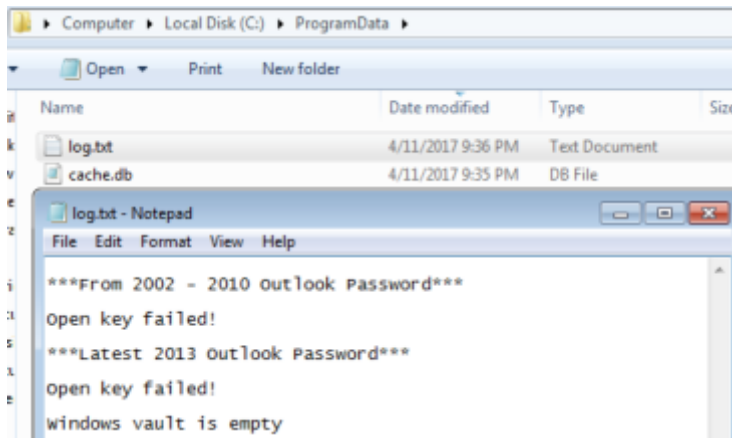 Computer ▸ Local Disk (C:) ▸ ProgramData ▸
Open Print New folder
Name Date modified Type Size
log.txt 4/11/2017 9:36 PM Text Document
cache.db 4/11/2017 9:35 PM DB File
log.txt - Notepad
File Edit Format View Help
***From 2002 - 2010 Outlook Password***
Open key failed!
***Latest 2013 Outlook Password***
Open key failed!
Windows vault is empty